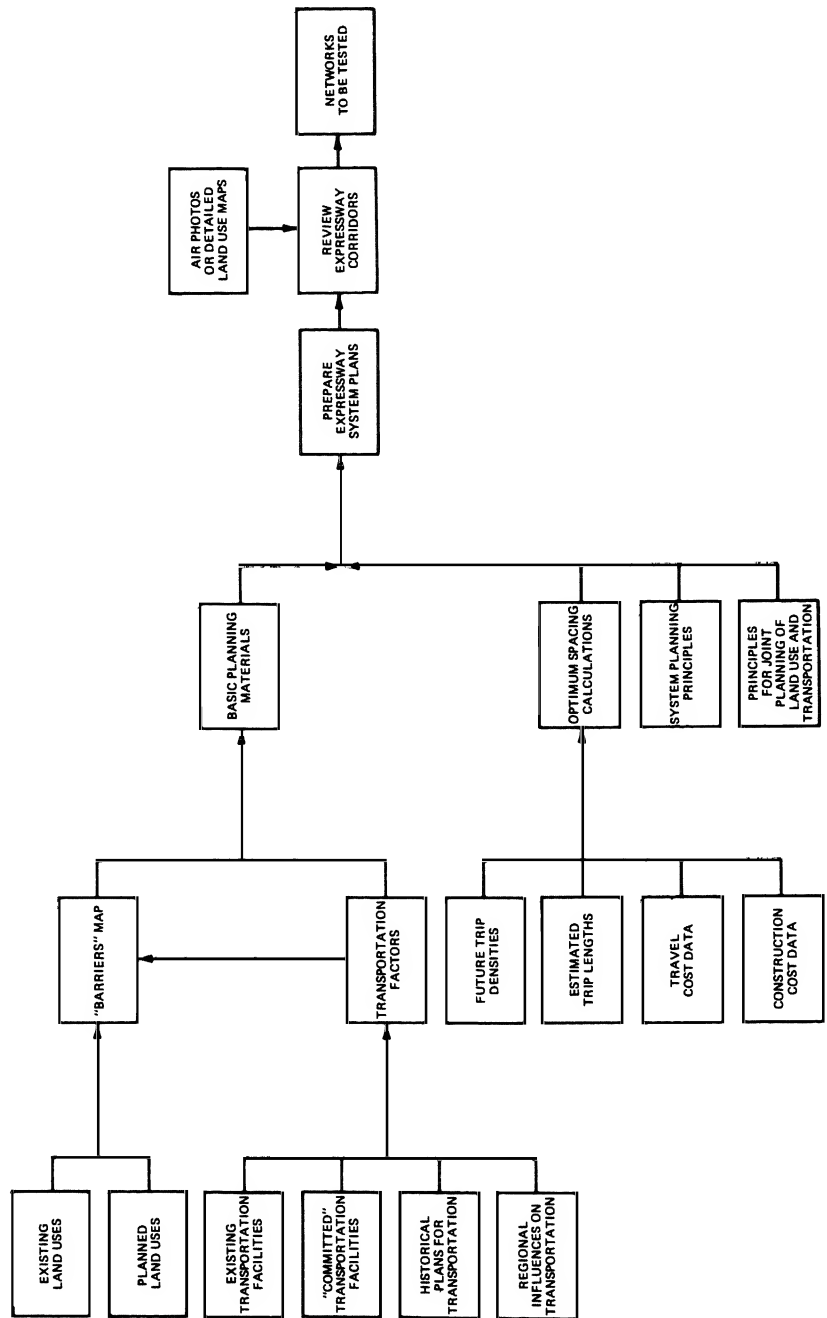 EXISTING
LAND USES
PLANNED
LAND USES
EXISTING
TRANSPORTATION
FACILITIES
"COMMITTED"
TRANSPORTATION
FACILITIES
HISTORICAL
PLANS FOR
TRANSPORTATION
REGIONAL
INFLUENCES ON
TRANSPORTATION
"BARRIERS" MAP
TRANSPORTATION
FACTORS
FUTURE TRIP
DENSITIES
ESTIMATED
TRIP LENGTHS
TRAVEL
COST DATA
CONSTRUCTION
COST DATA
BASIC PLANNING
MATERIALS
OPTIMUM SPACING
CALCULATIONS
SYSTEM PLANNING
PRINCIPLES
PRINCIPLES
FOR JOINT
PLANNING OF
LAND USE AND
TRANSPORTATION
PREPARE
EXPRESSWAY
SYSTEM PLANS
AIR PHOTOS
OR DETAILED
LAND USE MAPS
REVIEW
EXPRESSWAY
CORRIDORS
NETWORKS
TO BE TESTED